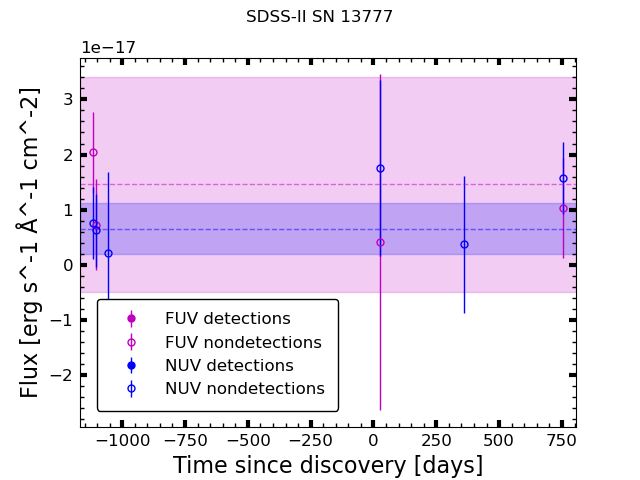 SDSS-II SN 13777
1e−17
3
2
1
0
−1
−2
Flux [erg s^-1 Å^-1 cm^-2]
FUV detections
FUV nondetections
NUV detections
NUV nondetections
−1000 −750 −500 −250 0 250 500 750
Time since discovery [days]